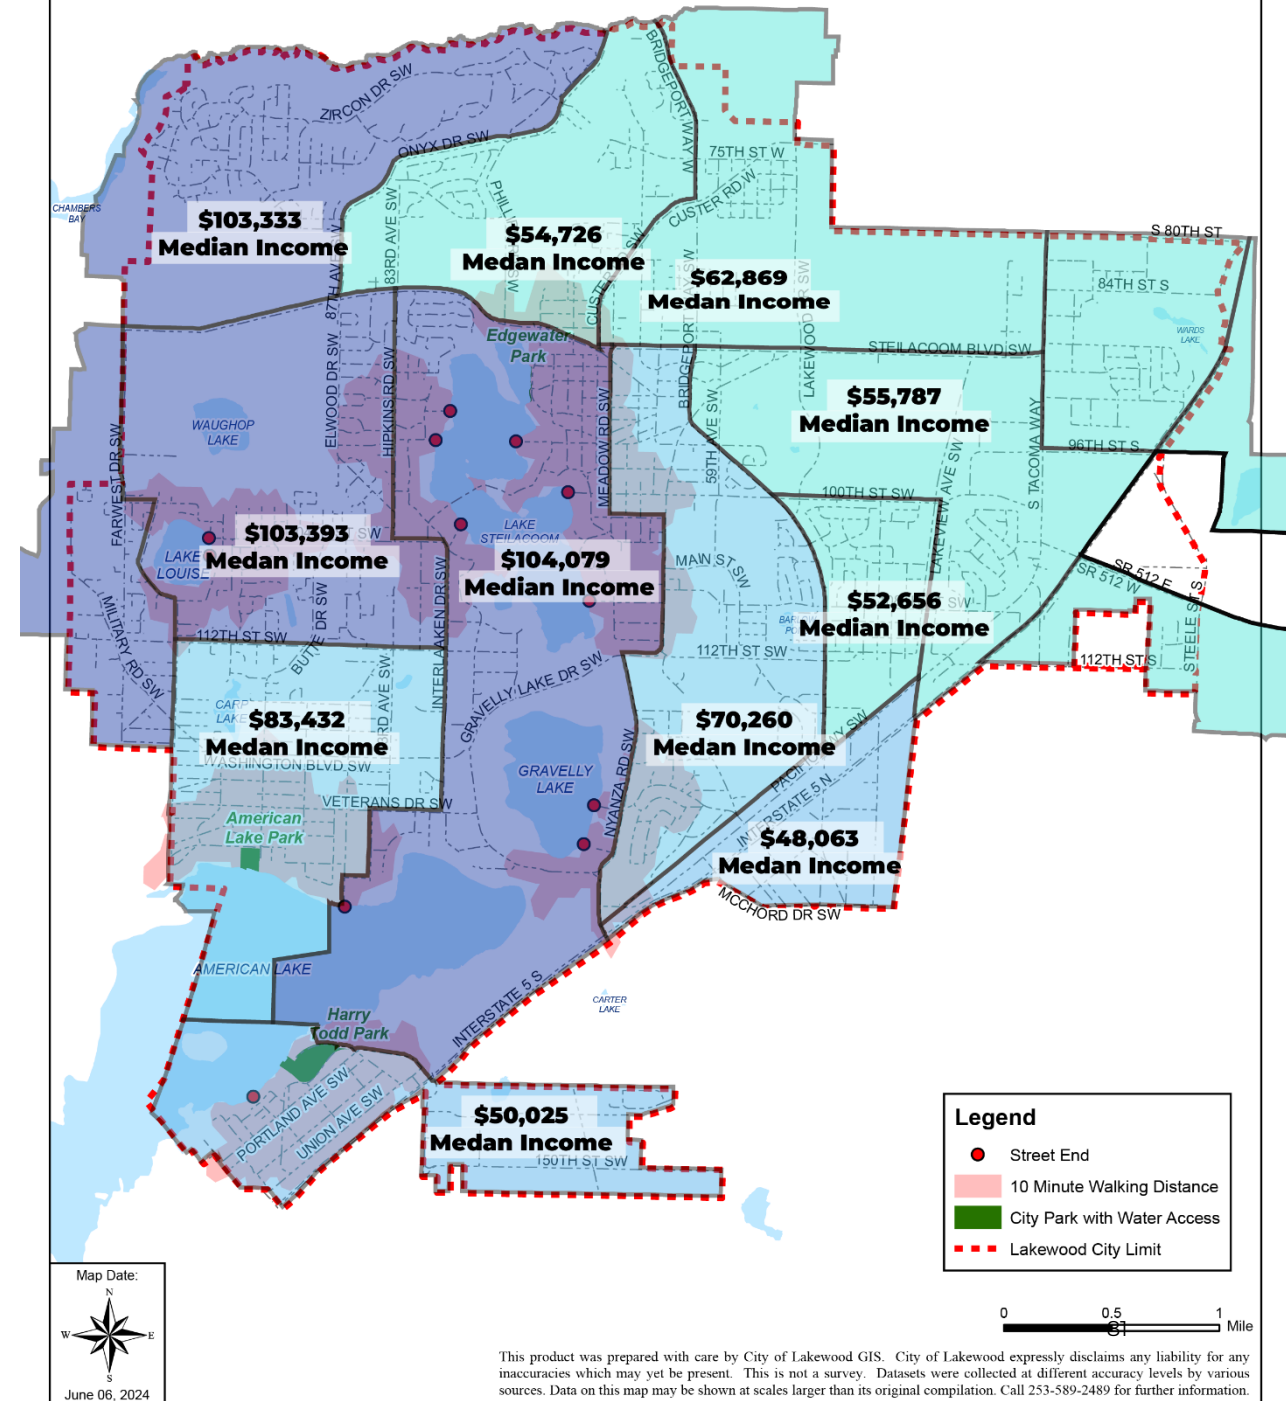 S 80TH ST
BRIDGEPORT WAY W
ZIRCON DR SW
ONYX DR SW
75TH ST W
CUSTER RD W
CHAMBERS
BAY
$103,333
Median Income
87TH AVE SW
83RD AVE SW
$54,726
Medan Income
$62,869
Medan Income
84TH ST S
WARDS
LAKE
Edgewater
Park
STEILACOOM BLVD SW
ELWOOD DR SW
HIPKINS RD SW
MEADOW RD SW
59TH AVE SW
$55,787
Median Income
WAUGHOP
LAKE
FARWEST DR SW
S TACOMA WAY
96TH ST S
100TH ST SW
LAKEVIEW AVE SW
LAKE
STEILACOOM
$103,393
Medan Income
LAKE
LOUISE
$104,079
Median Income
MAIN ST SW
SR 512 E
SR 512 W
STEELE ST S
$52,656
Median Income
MILITARY RD SW
112TH ST SW
BUTTE DR SW
INTERLAAKEN DR SW
GRAVELLY LAKE DR SW
112TH ST SW
112TH ST S
$83,432
Medan Income
WASHINGTON BLVD SW
VETERANS DR SW
$70,260
Medan Income
GRAVELLY
LAKE
NYANZA RD SW
INTERSTATE 5 N
American
Lake Park
$48,063
Medan Income
MCCHORD DR SW
AMERICAN LAKE
INTERSTATE 5 S
CARTER
LAKE
Harry
Todd Park
PORTLAND AVE SW
UNION AVE SW
$50,025
Medan Income
150TH ST SW
Legend
Street End
10 Minute Walking Distance
City Park with Water Access
Lakewood City Limit
Map Date:
N
W E
S
June 06, 2024
0 0.5 1
Mile
This product was prepared with care by City of Lakewood GIS. City of Lakewood expressly disclaims any liability for any
inaccuracies which may yet be present. This is not a survey. Datasets were collected at different accuracy levels by various
sources. Data on this map may be shown at scales larger than its original compilation. Call 253-589-2489 for further information.